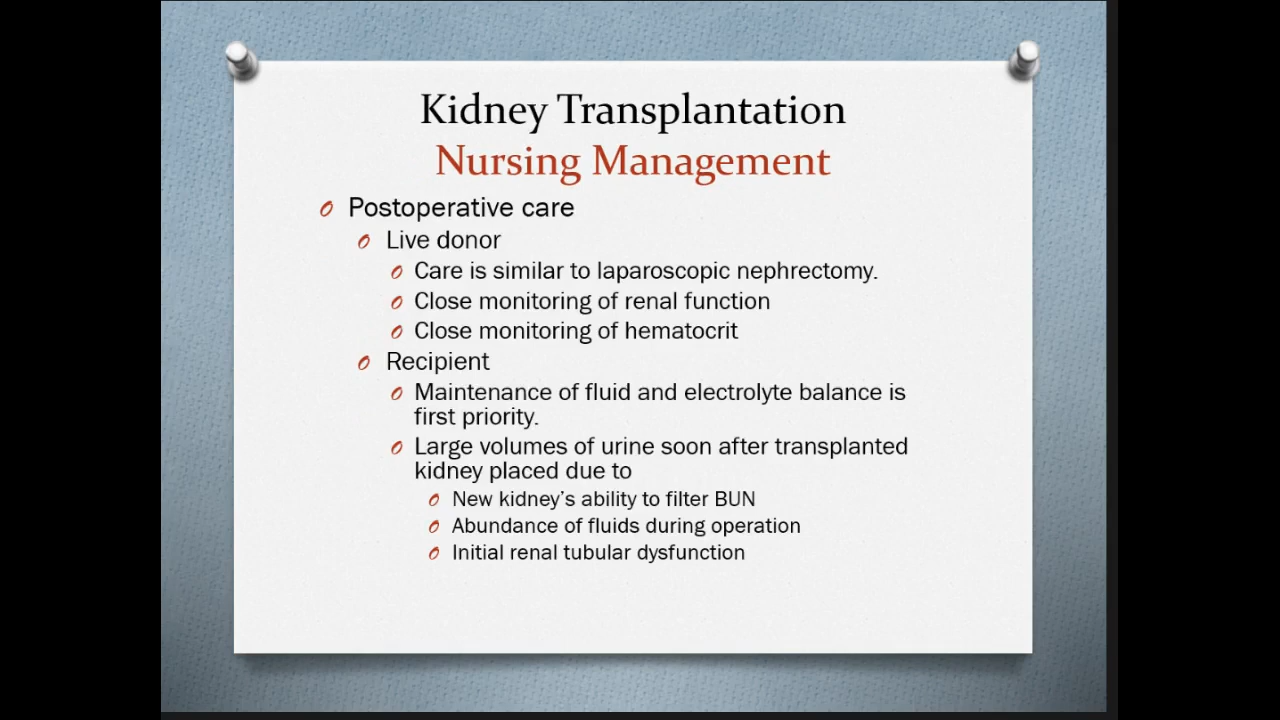 Kidney Transplantation
Nursing Management
Postoperative care
Live donor
Care is similar to laparoscopic nephrectomy.
Close monitoring of renal function
Close monitoring of hematocrit
Recipient
Maintenance of fluid and electrolyte balance is
first priority.
Large volumes of urine soon after transplanted
kidney placed due to
New kidney’s ability to filter BUN
Abundance of fluids during operation
Initial renal tubular dysfunction